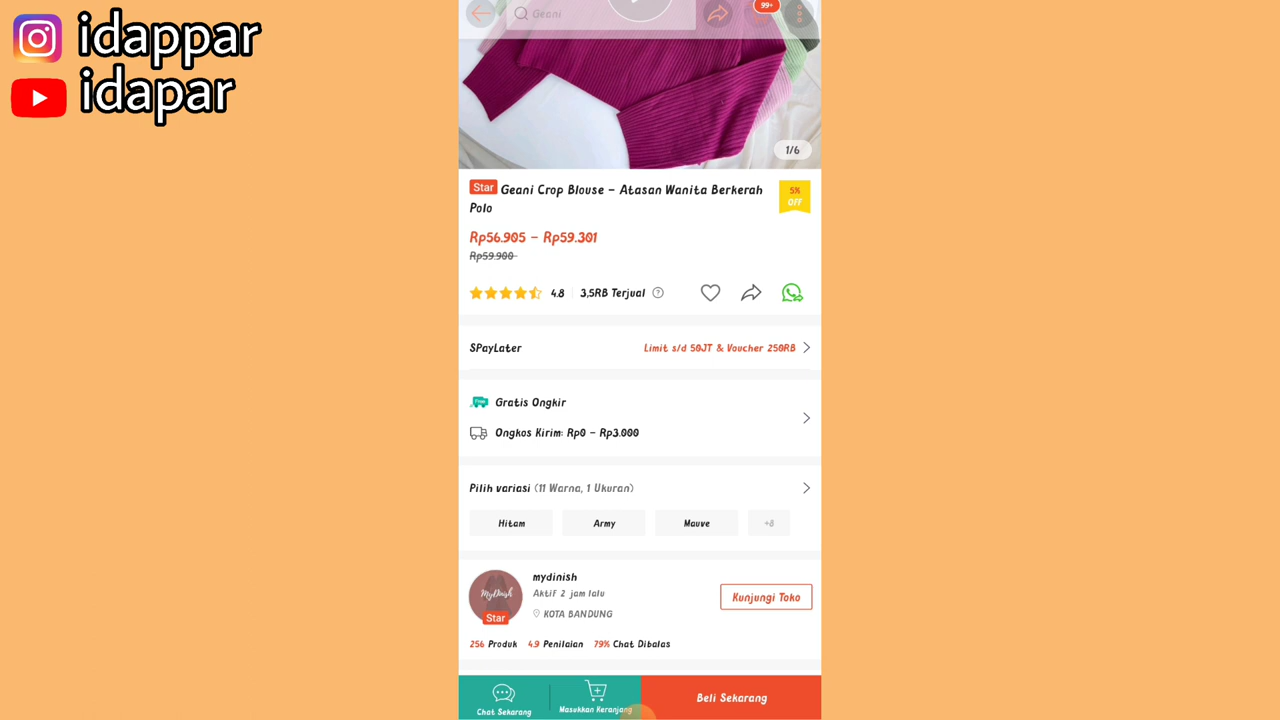 idappar
idapar
Geani
99+
1/6
Star Geani Crop Blouse - Atasan Wanita Berkerah
Polo
5%
OFF
Rp56.905 - Rp59.301
Rp59.900
4.8
3,5RB Terjual
?
SPayLater
Limit s/d 50JT & Voucher 250RB
Free
Gratis Ongkir
Ongkos Kirim: Rp0 - Rp3.000
Pilih variasi (11 Warna, 1 Ukuran)
Hitam
Army
Mauve
+8
MyDinish
Star
mydinish
Aktif 2 jam lalu
KOTA BANDUNG
Kunjungi Toko
256 Produk
4.9 Penilaian
79% Chat Dibalas
Chat Sekarang
Masukkan Keranjang
Beli Sekarang